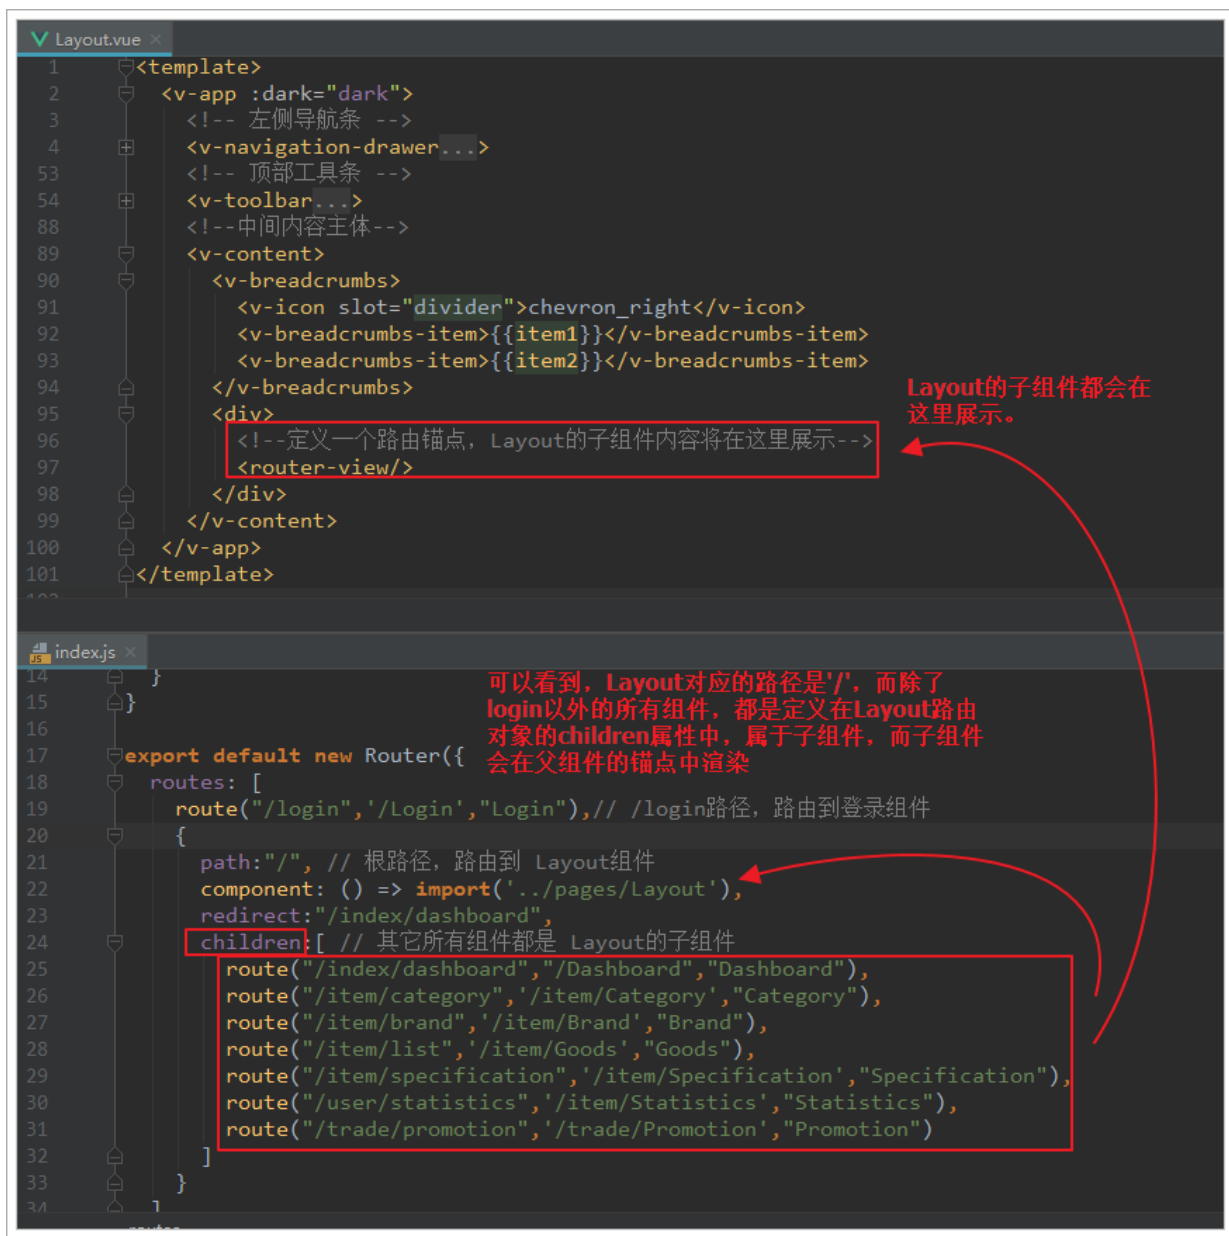 Layout.vue
1 <template>
2 <v-app :dark="dark">
3 <!-- 左侧导航条 -->
4 <v-navigation-drawer...>
53 <!-- 顶部工具条 -->
54 <v-toolbar...>
88 <!--中间内容主体-->
89 <v-content>
90 <v-breadcrumbs>
91 <v-icon slot="divider">chevron_right</v-icon>
92 <v-breadcrumbs-item>{{item1}}</v-breadcrumbs-item>
93 <v-breadcrumbs-item>{{item2}}</v-breadcrumbs-item>
94 </v-breadcrumbs>
Layout的子组件都会在
这里展示。
95 <div>
96 <!--定义一个路由锚点，Layout的子组件内容将在这里展示-->
97 <router-view/>
98 </div>
99 </v-content>
100 </v-app>
101 </template>
index.js
14 }
15 }
16
可以看到，Layout对应的路径是'/'，而除了
login以外的所有组件，都是定义在Layout路由
对象的children属性中，属于子组件，而子组件
会在父组件的锚点中渲染
17 export default new Router({
18 routes: [
19 route("/login",'/Login',"Login"),// /login路径，路由到登录组件
20 {
21 path:"/", // 根路径，路由到 Layout组件
22 component: () => import('../pages/Layout'),
23 redirect:"/index/dashboard",
24 children:[ // 其它所有组件都是 Layout的子组件
25 route("/index/dashboard","/Dashboard","Dashboard"),
26 route("/item/category",'/item/Category',"Category"),
27 route("/item/brand",'/item/Brand',"Brand"),
28 route("/item/list",'/item/Goods',"Goods"),
29 route("/item/specification",'/item/Specification',"Specification"),
30 route("/user/statistics",'/item/Statistics',"Statistics"),
31 route("/trade/promotion",'/trade/Promotion',"Promotion")
32 ]
33 }
34 ]